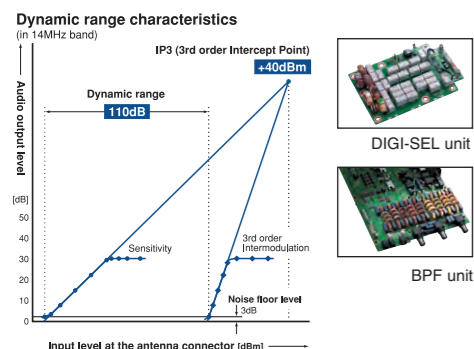 Dynamic range characteristics
(in 14MHz band)
IP3 (3rd order Intercept Point)
+40dBm
Dynamic range
110dB
Audio output level
[dB]
50
40
30
20
10
0
Sensitivity
3rd order
Intermodulation
Noise floor level
3dB
Input level at the antenna connector [dBm]
DIGI-SEL unit
BPF unit